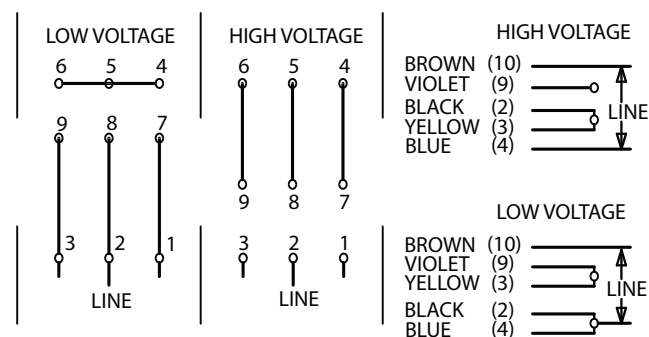 LOW VOLTAGE
6 5 4
9 8 7
3 2 1
LINE
HIGH VOLTAGE
6 5 4
9 8 7
3 2 1
LINE
HIGH VOLTAGE
BROWN (10)
VIOLET (9)
BLACK (2)
YELLOW (3)
BLUE (4)
LINE
LOW VOLTAGE
BROWN (10)
VIOLET (9)
YELLOW (3)
BLACK (2)
BLUE (4)
LINE